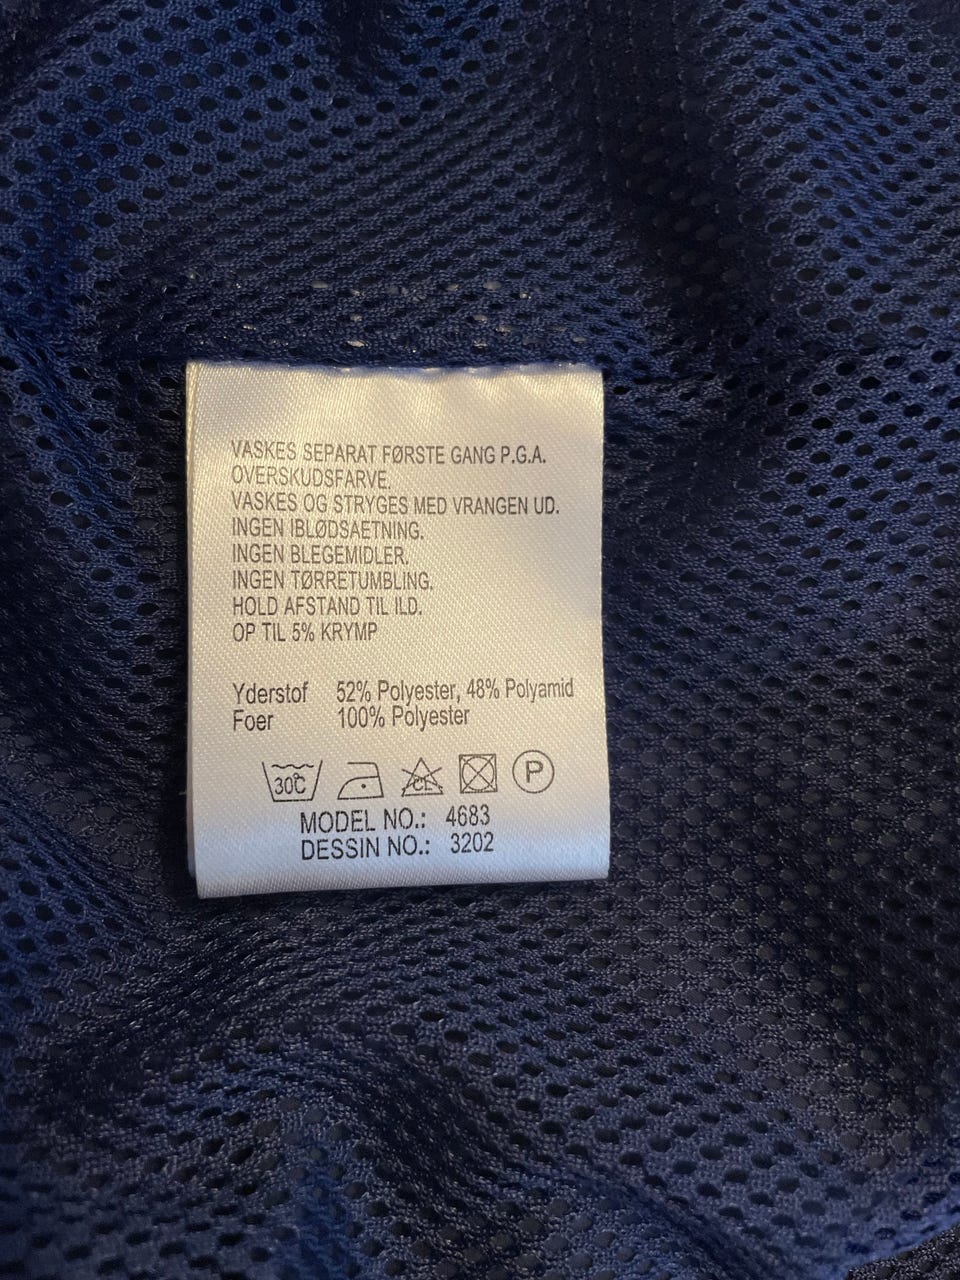 VASKES SEPARAT FØRSTE GANG P.G.A.
OVERSKUDSFARVE.
VASKES OG STRYGES MED VRANGEN UD.
INGEN IBLØDSAETNING.
INGEN BLEGEMIDLER.
INGEN TØRRETUMBLING.
HOLD AFSTAND TIL ILD.
OP TIL 5% KRYMP
Yderstof 52% Polyester, 48% Polyamid
Foer 100% Polyester
30°C CL P
MODEL NO.: 4683
DESSIN NO.: 3202